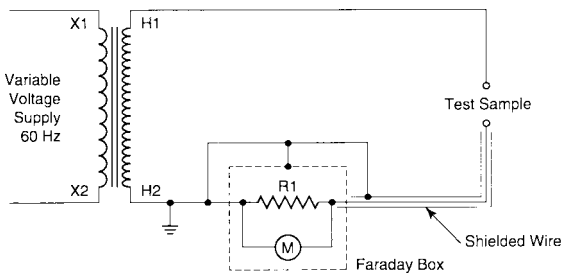 X1
H1
Variable
Voltage
Supply
60 Hz
Test Sample
X2
H2
R1
M
Shielded Wire
Faraday Box